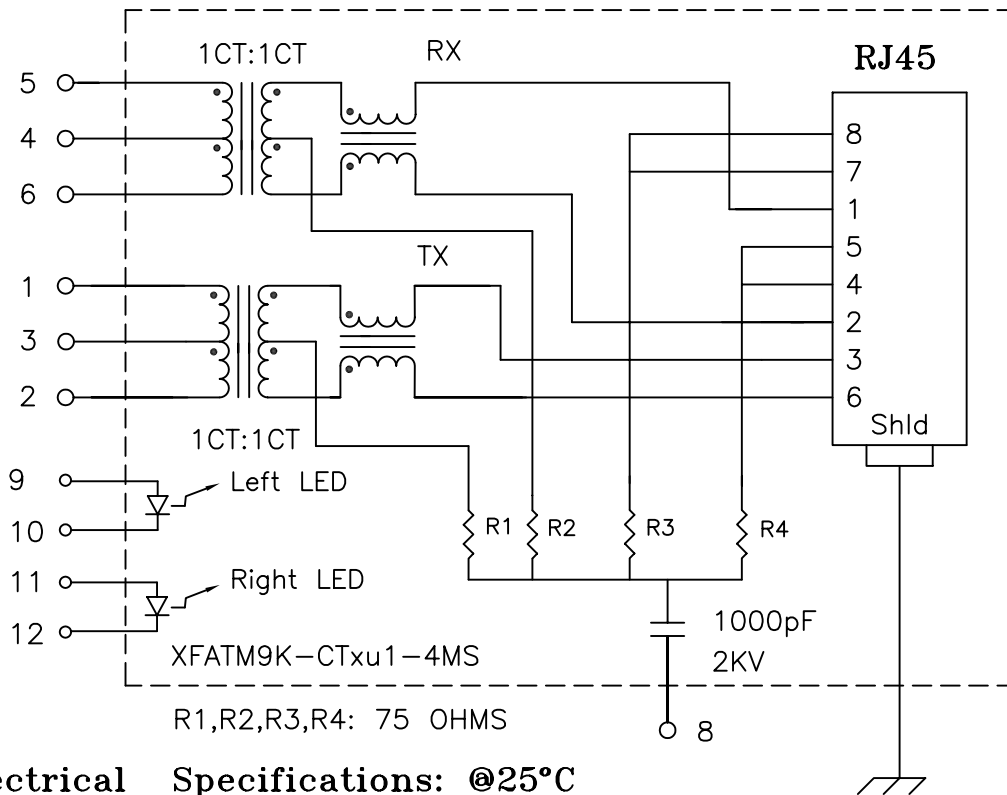 1CT:1CT
RX
RJ45
5
4
6
8
7
1
5
4
2
3
6
Shld
TX
1
3
2
1CT:1CT
9
10
Left LED
11
12
Right LED
R1
R2
R3
R4
1000pF
2KV
XFATM9K-CTxu1-4MS
R1,R2,R3,R4: 75 OHMS
8
ectrical Specifications: @25°C